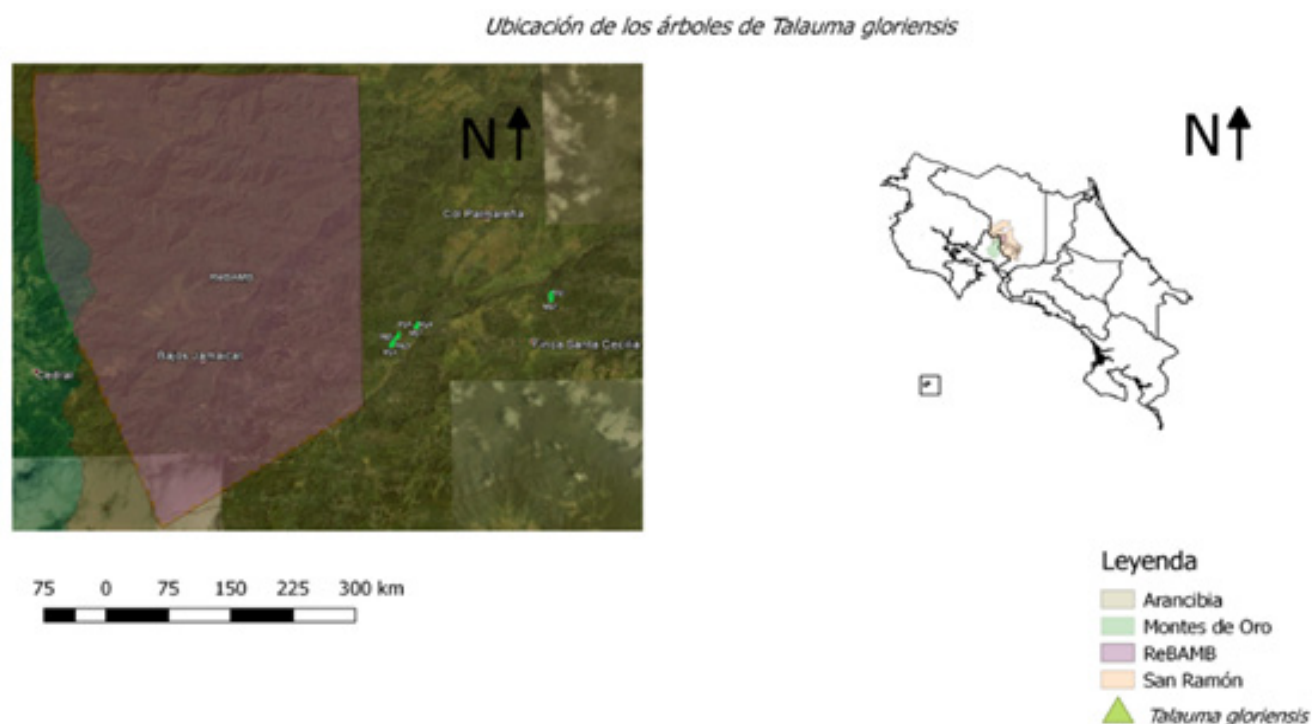 Ubicación de los árboles de Talauma gloriensis
N
N
Col Palmareña
ReBAMB
Finca Santa Cecilia
Bajos Jamaical
Cedral
75 0 75 150 225 300 km
Leyenda
Arancibia
Montes de Oro
ReBAMB
San Ramón
Talauma gloriensis